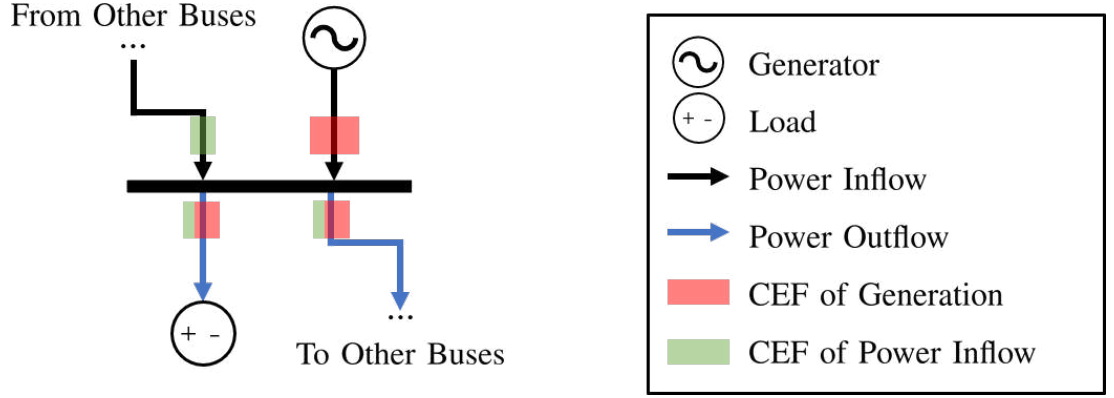 From Other Buses
...
+ -
...
To Other Buses
Generator
+ -
Load
Power Inflow
Power Outflow
CEF of Generation
CEF of Power Inflow